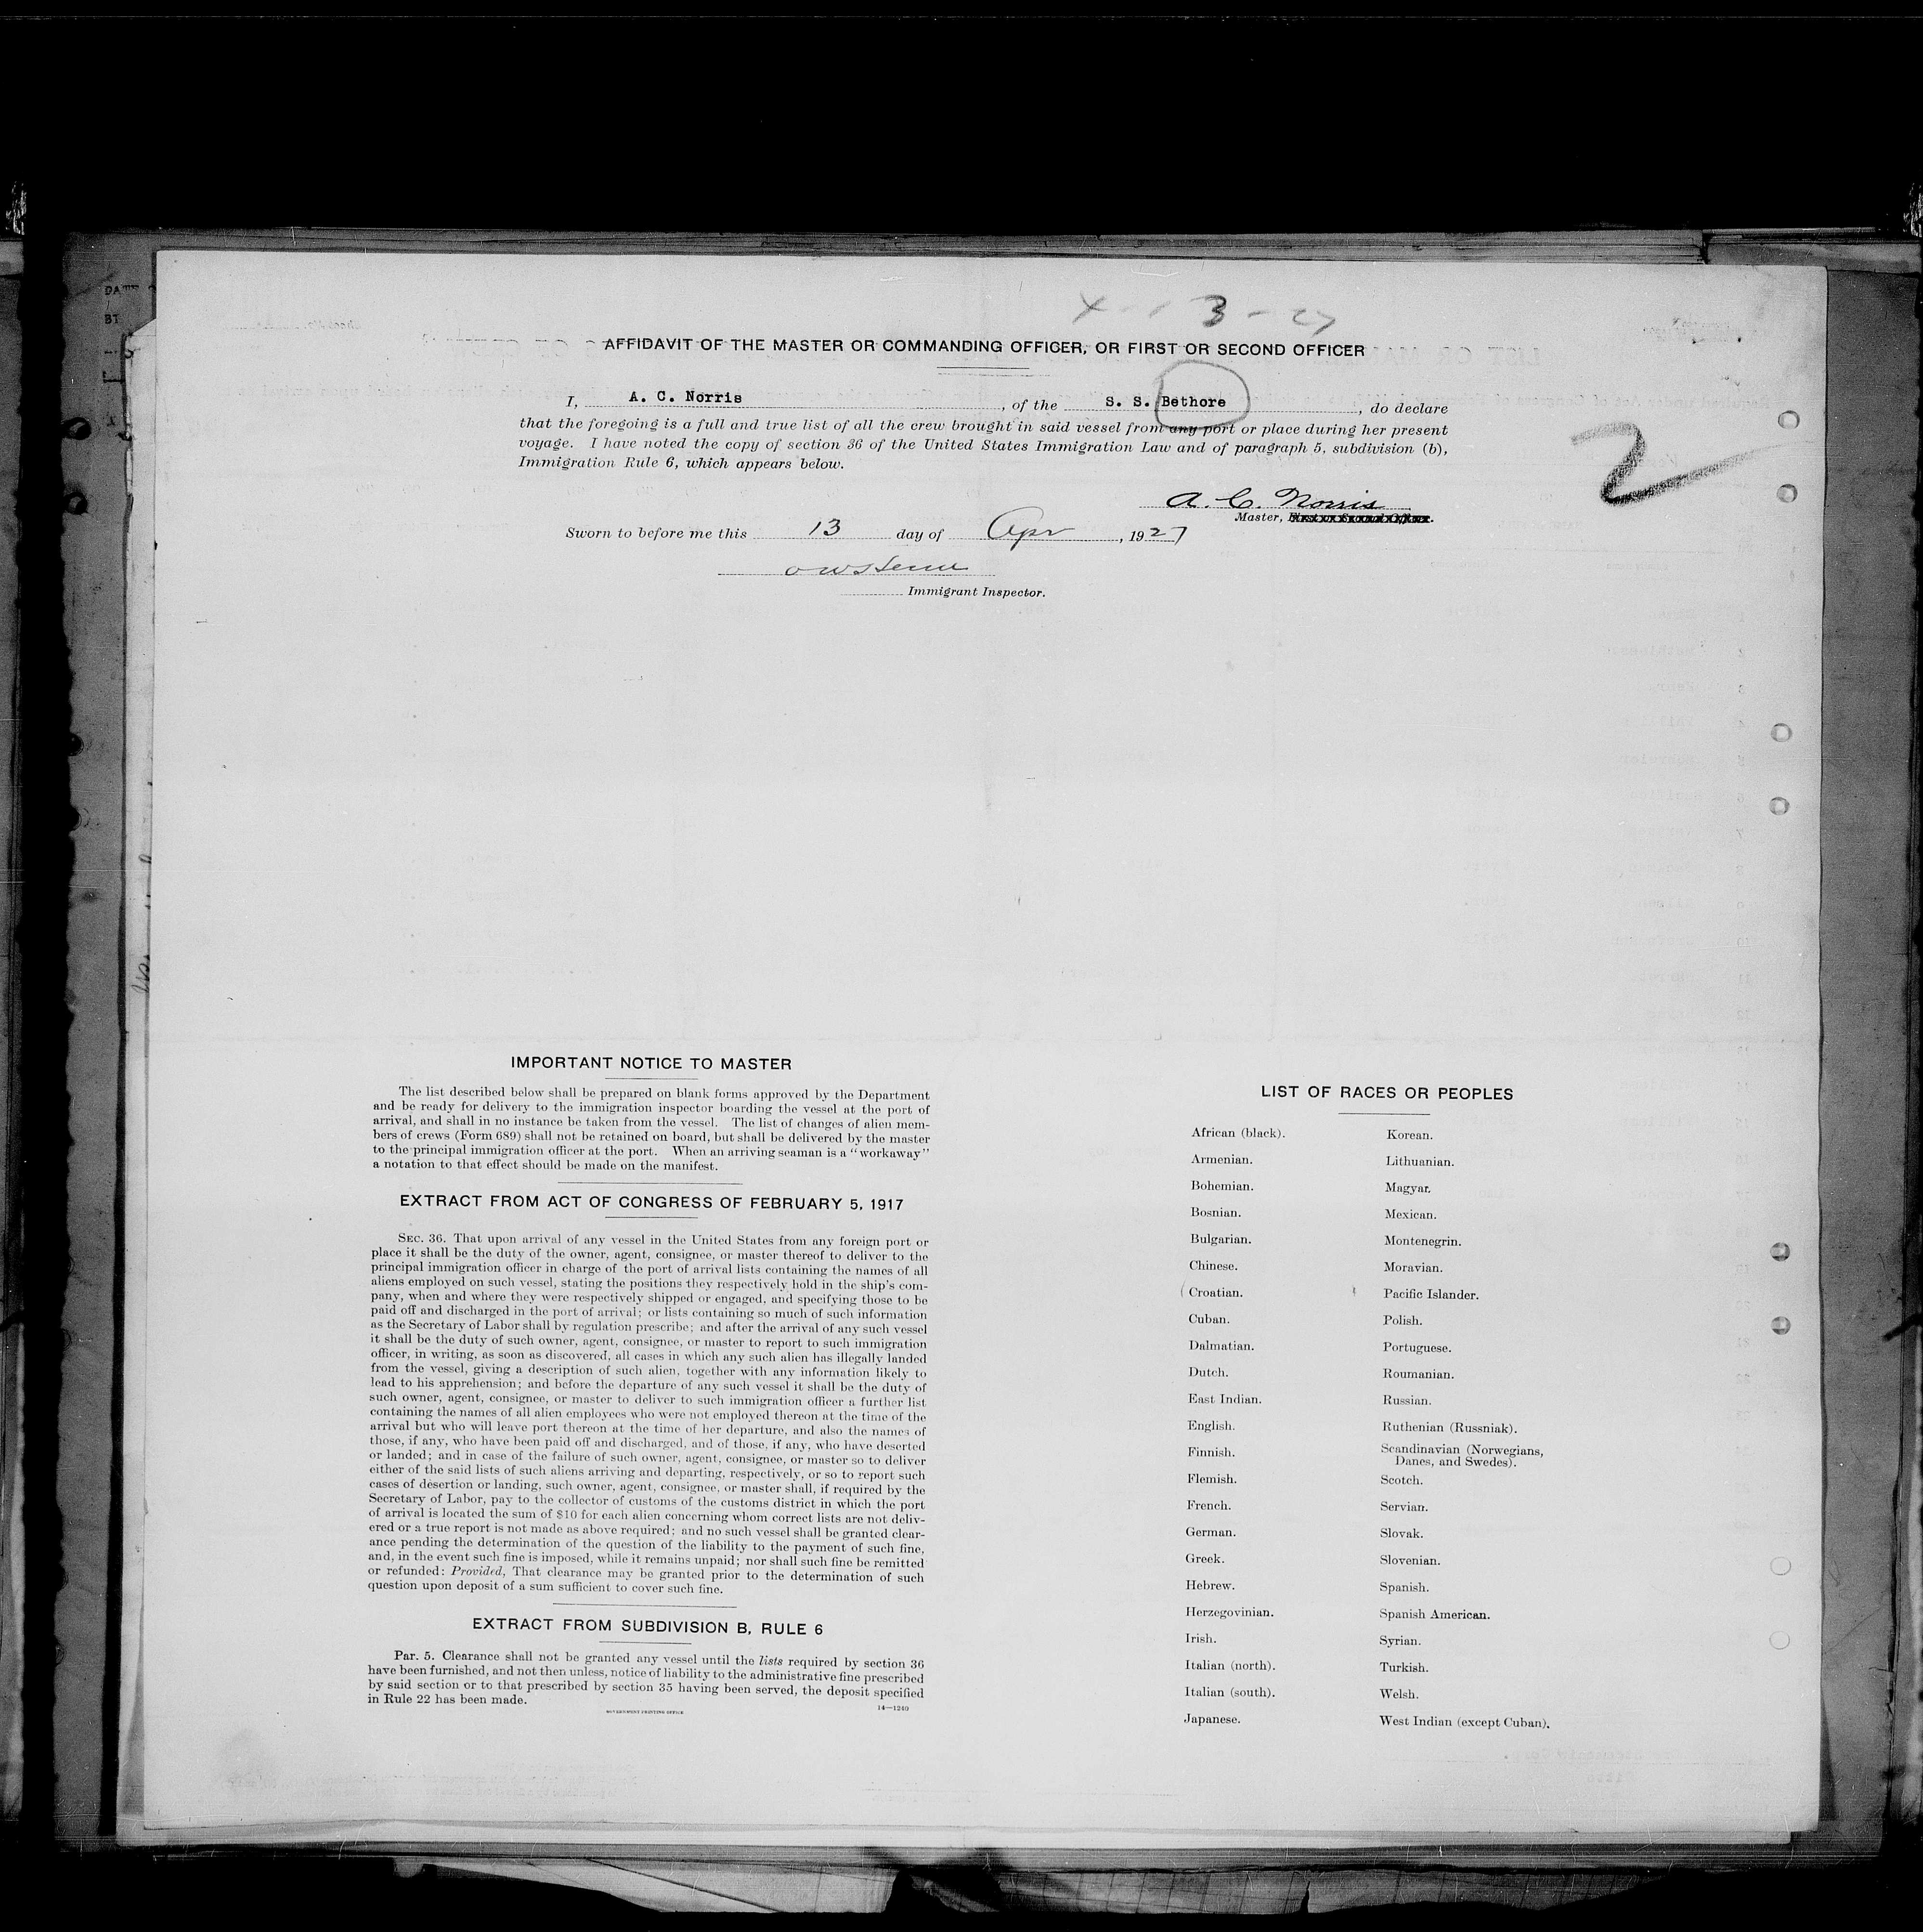 4-13-27
AFFIDAVIT OF THE MASTER OR COMMANDING OFFICER, OR FIRST OR SECOND OFFICER
I, A. C. Norris, of the S. S. Bethore, do declare
that the foregoing is a full and true list of all the crew brought in said vessel from any port or place during her present
voyage. I have noted the copy of section 36 of the United States Immigration Law and of paragraph 5, subdivision (b),
Immigration Rule 6, which appears below.
2
A. C. Norris
Master, First or Second Officer.
Sworn to before me this 13 day of Apr, 1927
Immigrant Inspector.
IMPORTANT NOTICE TO MASTER
The list described below shall be prepared on blank forms approved by the Department
and be ready for delivery to the immigration inspector boarding the vessel at the port of
arrival, and shall in no instance be taken from the vessel. The list of changes of alien mem-
bers of crews (Form 689) shall not be retained on board, but shall be delivered by the master
to the principal immigration officer at the port. When an arriving seaman is a "workaway"
a notation to that effect should be made on the manifest.
EXTRACT FROM ACT OF CONGRESS OF FEBRUARY 5, 1917
SEC. 36. That upon arrival of any vessel in the United States from any foreign port or
place it shall be the duty of the owner, agent, consignee, or master thereof to deliver to the
principal immigration officer in charge of the port of arrival lists containing the names of all
aliens employed on such vessel, stating the positions they respectively hold in the ship's com-
pany, when and where they were respectively shipped or engaged, and specifying those to be
paid off and discharged in the port of arrival; or lists containing so much of such information
as the Secretary of Labor shall by regulation prescribe; and after the arrival of any such vessel
it shall be the duty of such owner, agent, consignee, or master to report to such immigration
officer, in writing, as soon as discovered, all cases in which any such alien has illegally landed
from the vessel, giving a description of such alien, together with any information likely to
lead to his apprehension; and before the departure of any such vessel it shall be the duty of
such owner, agent, consignee, or master to deliver to such immigration officer a further list
containing the names of all alien employees who were not employed thereon at the time of the
arrival but who will leave port thereon at the time of her departure, and also the names of
those, if any, who have been paid off and discharged, and of those, if any, who have deserted
or landed; and in case of the failure of such owner, agent, consignee, or master so to deliver
either of the said lists of such aliens arriving and departing, respectively, or so to report such
cases of desertion or landing, such owner, agent, consignee, or master shall, if required by the
Secretary of Labor, pay to the collector of customs of the customs district in which the port
of arrival is located the sum of $10 for each alien concerning whom correct lists are not deliv-
ered or a true report is not made as above required; and no such vessel shall be granted clear-
ance pending the determination of the question of the liability to the payment of such fine,
and, in the event such fine is imposed, while it remains unpaid; nor shall such fine be remitted
or refunded: Provided, That clearance may be granted prior to the determination of such
question upon deposit of a sum sufficient to cover such fine.
EXTRACT FROM SUBDIVISION B, RULE 6
Par. 5. Clearance shall not be granted any vessel until the lists required by section 36
have been furnished, and not then unless, notice of liability to the administrative fine prescribed
by said section or to that prescribed by section 35 having been served, the deposit specified
in Rule 22 has been made.
GOVERNMENT PRINTING OFFICE 14—1240
LIST OF RACES OR PEOPLES
African (black).
Armenian.
Bohemian.
Bosnian.
Bulgarian.
Chinese.
Croatian.
Cuban.
Dalmatian.
Dutch.
East Indian.
English.
Finnish.
Flemish.
French.
German.
Greek.
Hebrew.
Herzegovinian.
Irish.
Italian (north).
Italian (south).
Japanese.
Korean.
Lithuanian.
Magyar.
Mexican.
Montenegrin.
Moravian.
Pacific Islander.
Polish.
Portuguese.
Roumanian.
Russian.
Ruthenian (Russniak).
Scandinavian (Norwegians,
Danes, and Swedes).
Scotch.
Servian.
Slovak.
Slovenian.
Spanish.
Spanish American.
Syrian.
Turkish.
Welsh.
West Indian (except Cuban).